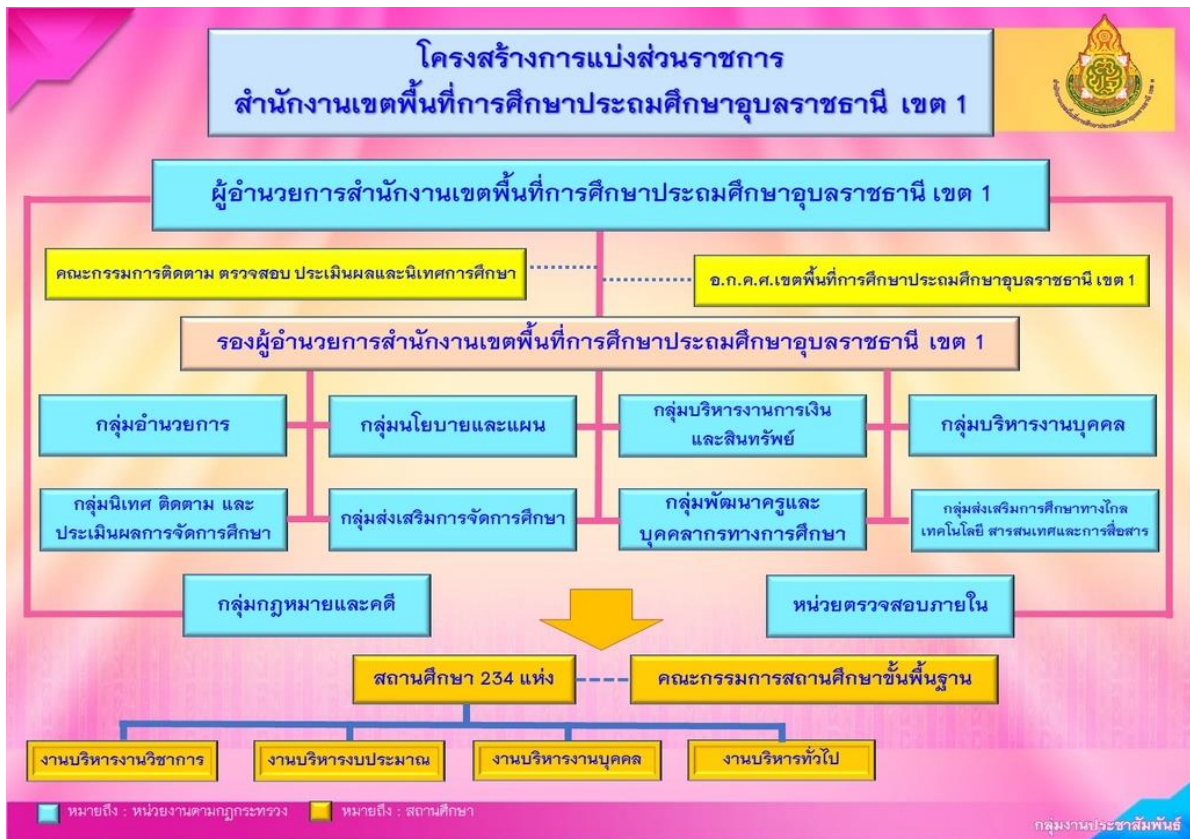 โครงสร้างการแบ่งส่วนราชการ
สำนักงานเขตพื้นที่การศึกษาประถมศึกษาอุบลราชธานี เขต 1
ผู้อำนวยการสำนักงานเขตพื้นที่การศึกษาประถมศึกษาอุบลราชธานี เขต 1
คณะกรรมการติดตาม ตรวจสอบ ประเมินผลและนิเทศการศึกษา
อ.ก.ค.ศ.เขตพื้นที่การศึกษาประถมศึกษาอุบลราชธานี เขต 1
รองผู้อำนวยการสำนักงานเขตพื้นที่การศึกษาประถมศึกษาอุบลราชธานี เขต 1
กลุ่มอำนวยการ
กลุ่มนโยบายและแผน
กลุ่มบริหารงานการเงิน
และสินทรัพย์
กลุ่มบริหารงานบุคคล
กลุ่มนิเทศ ติดตาม และ
ประเมินผลการจัดการศึกษา
กลุ่มส่งเสริมการจัดการศึกษา
กลุ่มพัฒนาครูและ
บุคคลากรทางการศึกษา
กลุ่มส่งเสริมการศึกษาทางไกล
เทคโนโลยี สารสนเทศและการสื่อสาร
กลุ่มกฎหมายและคดี
หน่วยตรวจสอบภายใน
สถานศึกษา 234 แห่ง
คณะกรรมการสถานศึกษาขั้นพื้นฐาน
งานบริหารงานวิชาการ
งานบริหารงบประมาณ
งานบริหารงานบุคคล
งานบริหารทั่วไป
หมายถึง : หน่วยงานตามกฎกระทรวง
หมายถึง : สถานศึกษา
กลุ่มงานประชาสัมพันธ์